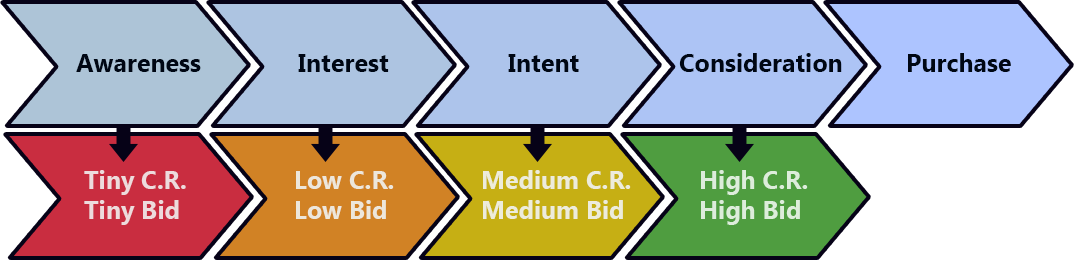 Awareness
Interest
Intent
Consideration
Purchase
Tiny C.R.
Tiny Bid
Low C.R.
Low Bid
Medium C.R.
Medium Bid
High C.R.
High Bid